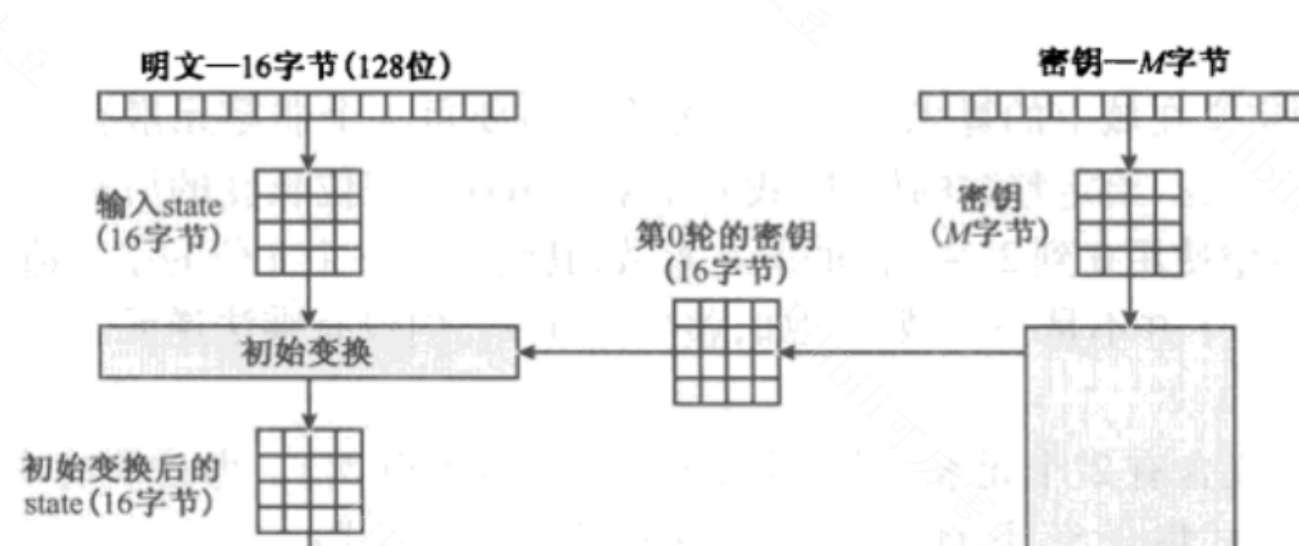 明文—16字节(128位)
密钥—M字节
输入state
(16字节)
密钥
(M字节)
第0轮的密钥
(16字节)
初始变换
初始变换后的
state(16字节)